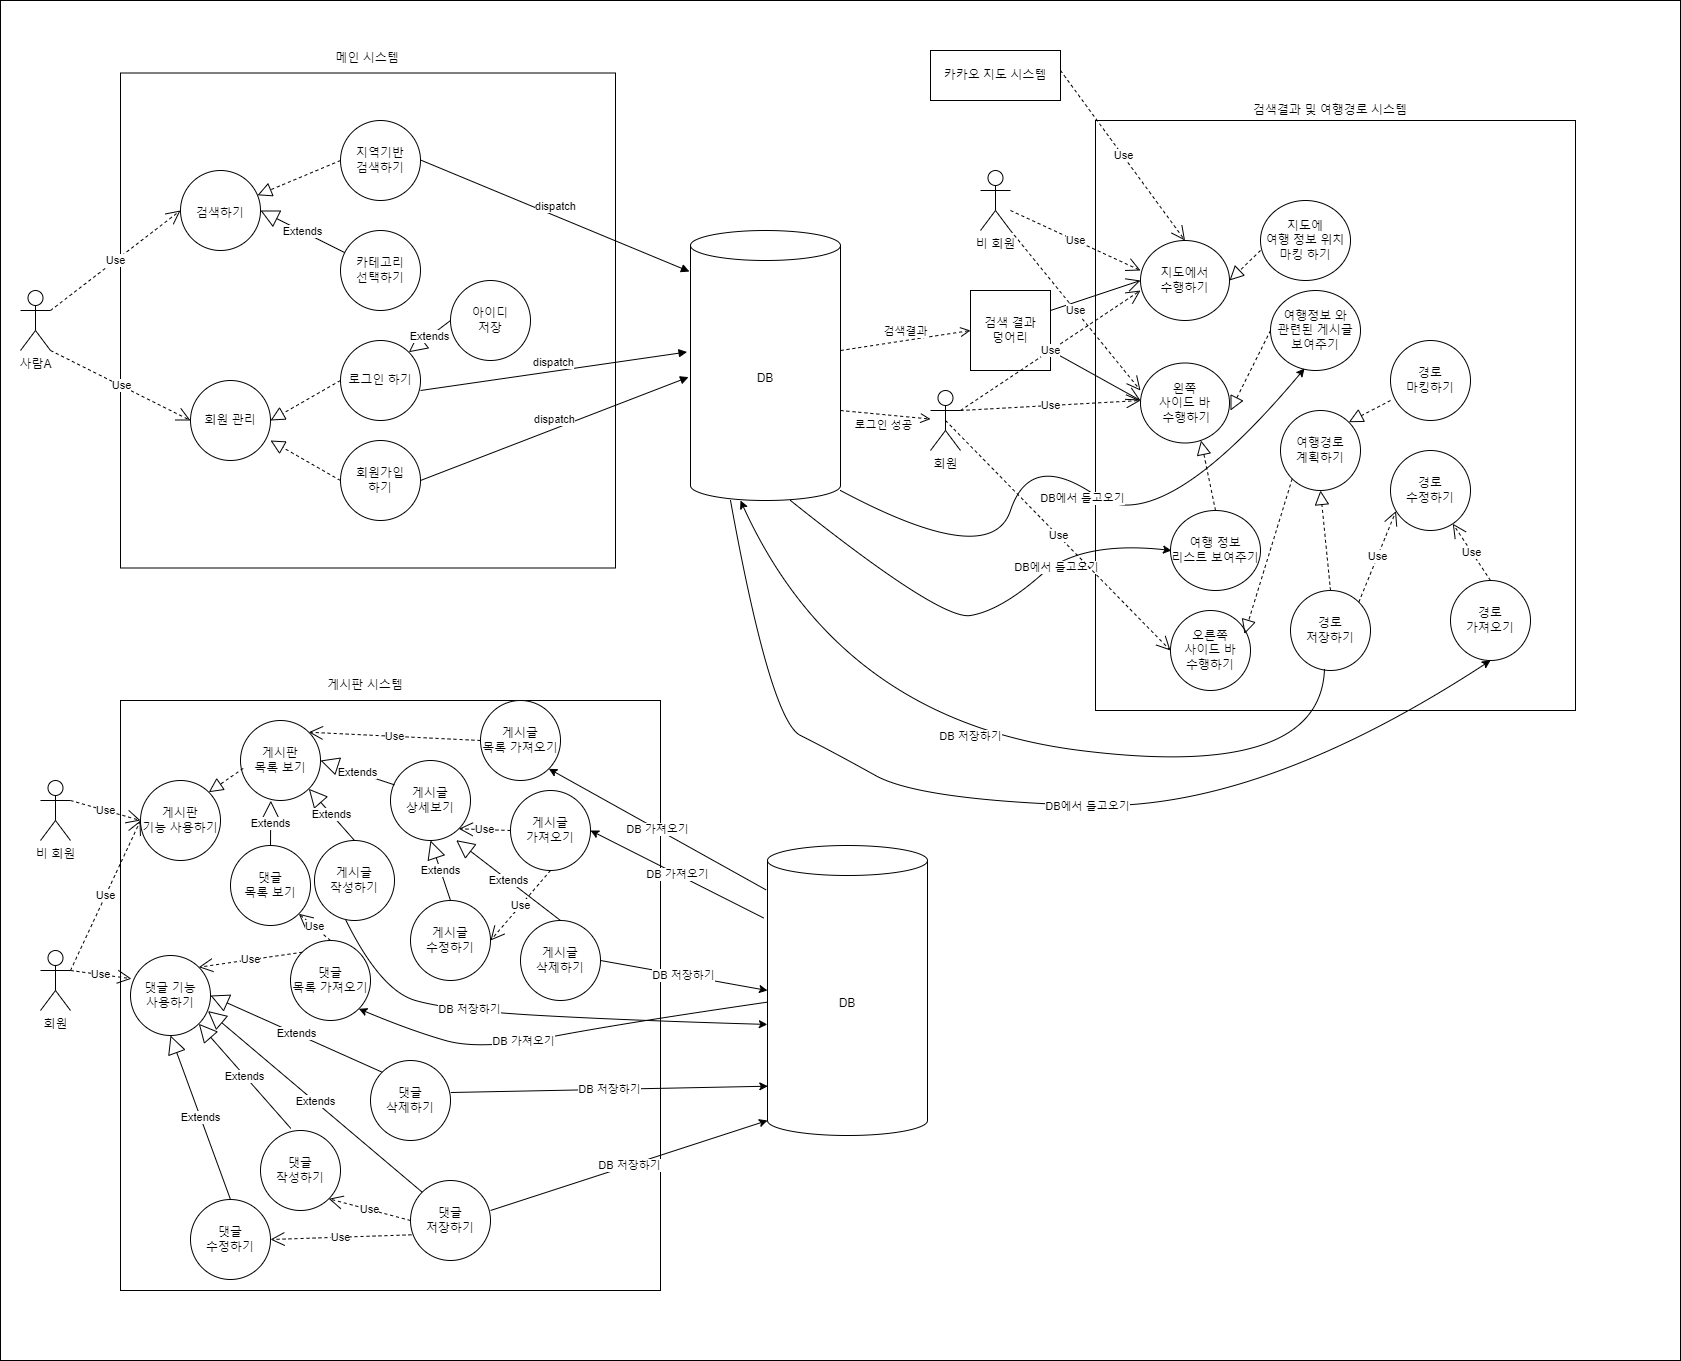 메인 시스템
지역기반
검색하기
검색하기
Extends
카테고리
선택하기
dispatch
Use
사람A
Use
아이디
저장
Extends
로그인 하기
dispatch
회원 관리
dispatch
회원가입
하기
DB
카카오 지도 시스템
검색결과 및 여행경로 시스템
Use
비 회원
Use
지도에
여행 정보 위치
마킹 하기
지도에서
수행하기
검색결과
검색 결과
덩어리
Use
Use
여행정보 와
관련된 게시글
보여주기
경로
마킹하기
왼쪽
사이드 바
수행하기
Use
로그인 성공
회원
여행경로
계획하기
경로
수정하기
DB에서 들고오기
Use
여행 정보
리스트 보여주기
DB에서 들고오기
Use
Use
오른쪽
사이드 바
수행하기
경로
저장하기
경로
가져오기
DB 저장하기
DB에서 들고오기
게시판 시스템
게시판
목록 보기
Use
게시글
목록 가져오기
Extends
게시글
상세보기
비 회원
Use
게시판
기능 사용하기
Extends
Extends
Use
게시글
가져오기
DB 가져오기
DB 가져오기
댓글
목록 보기
게시글
작성하기
Extends
Extends
Use
Use
Use
게시글
수정하기
게시글
삭제하기
회원
Use
Use
댓글 기능
사용하기
댓글
목록 가져오기
DB 저장하기
DB 저장하기
DB 가져오기
DB
Extends
Extends
댓글
삭제하기
DB 저장하기
Extends
Extends
댓글
작성하기
DB 저장하기
Use
댓글
저장하기
댓글
수정하기
Use